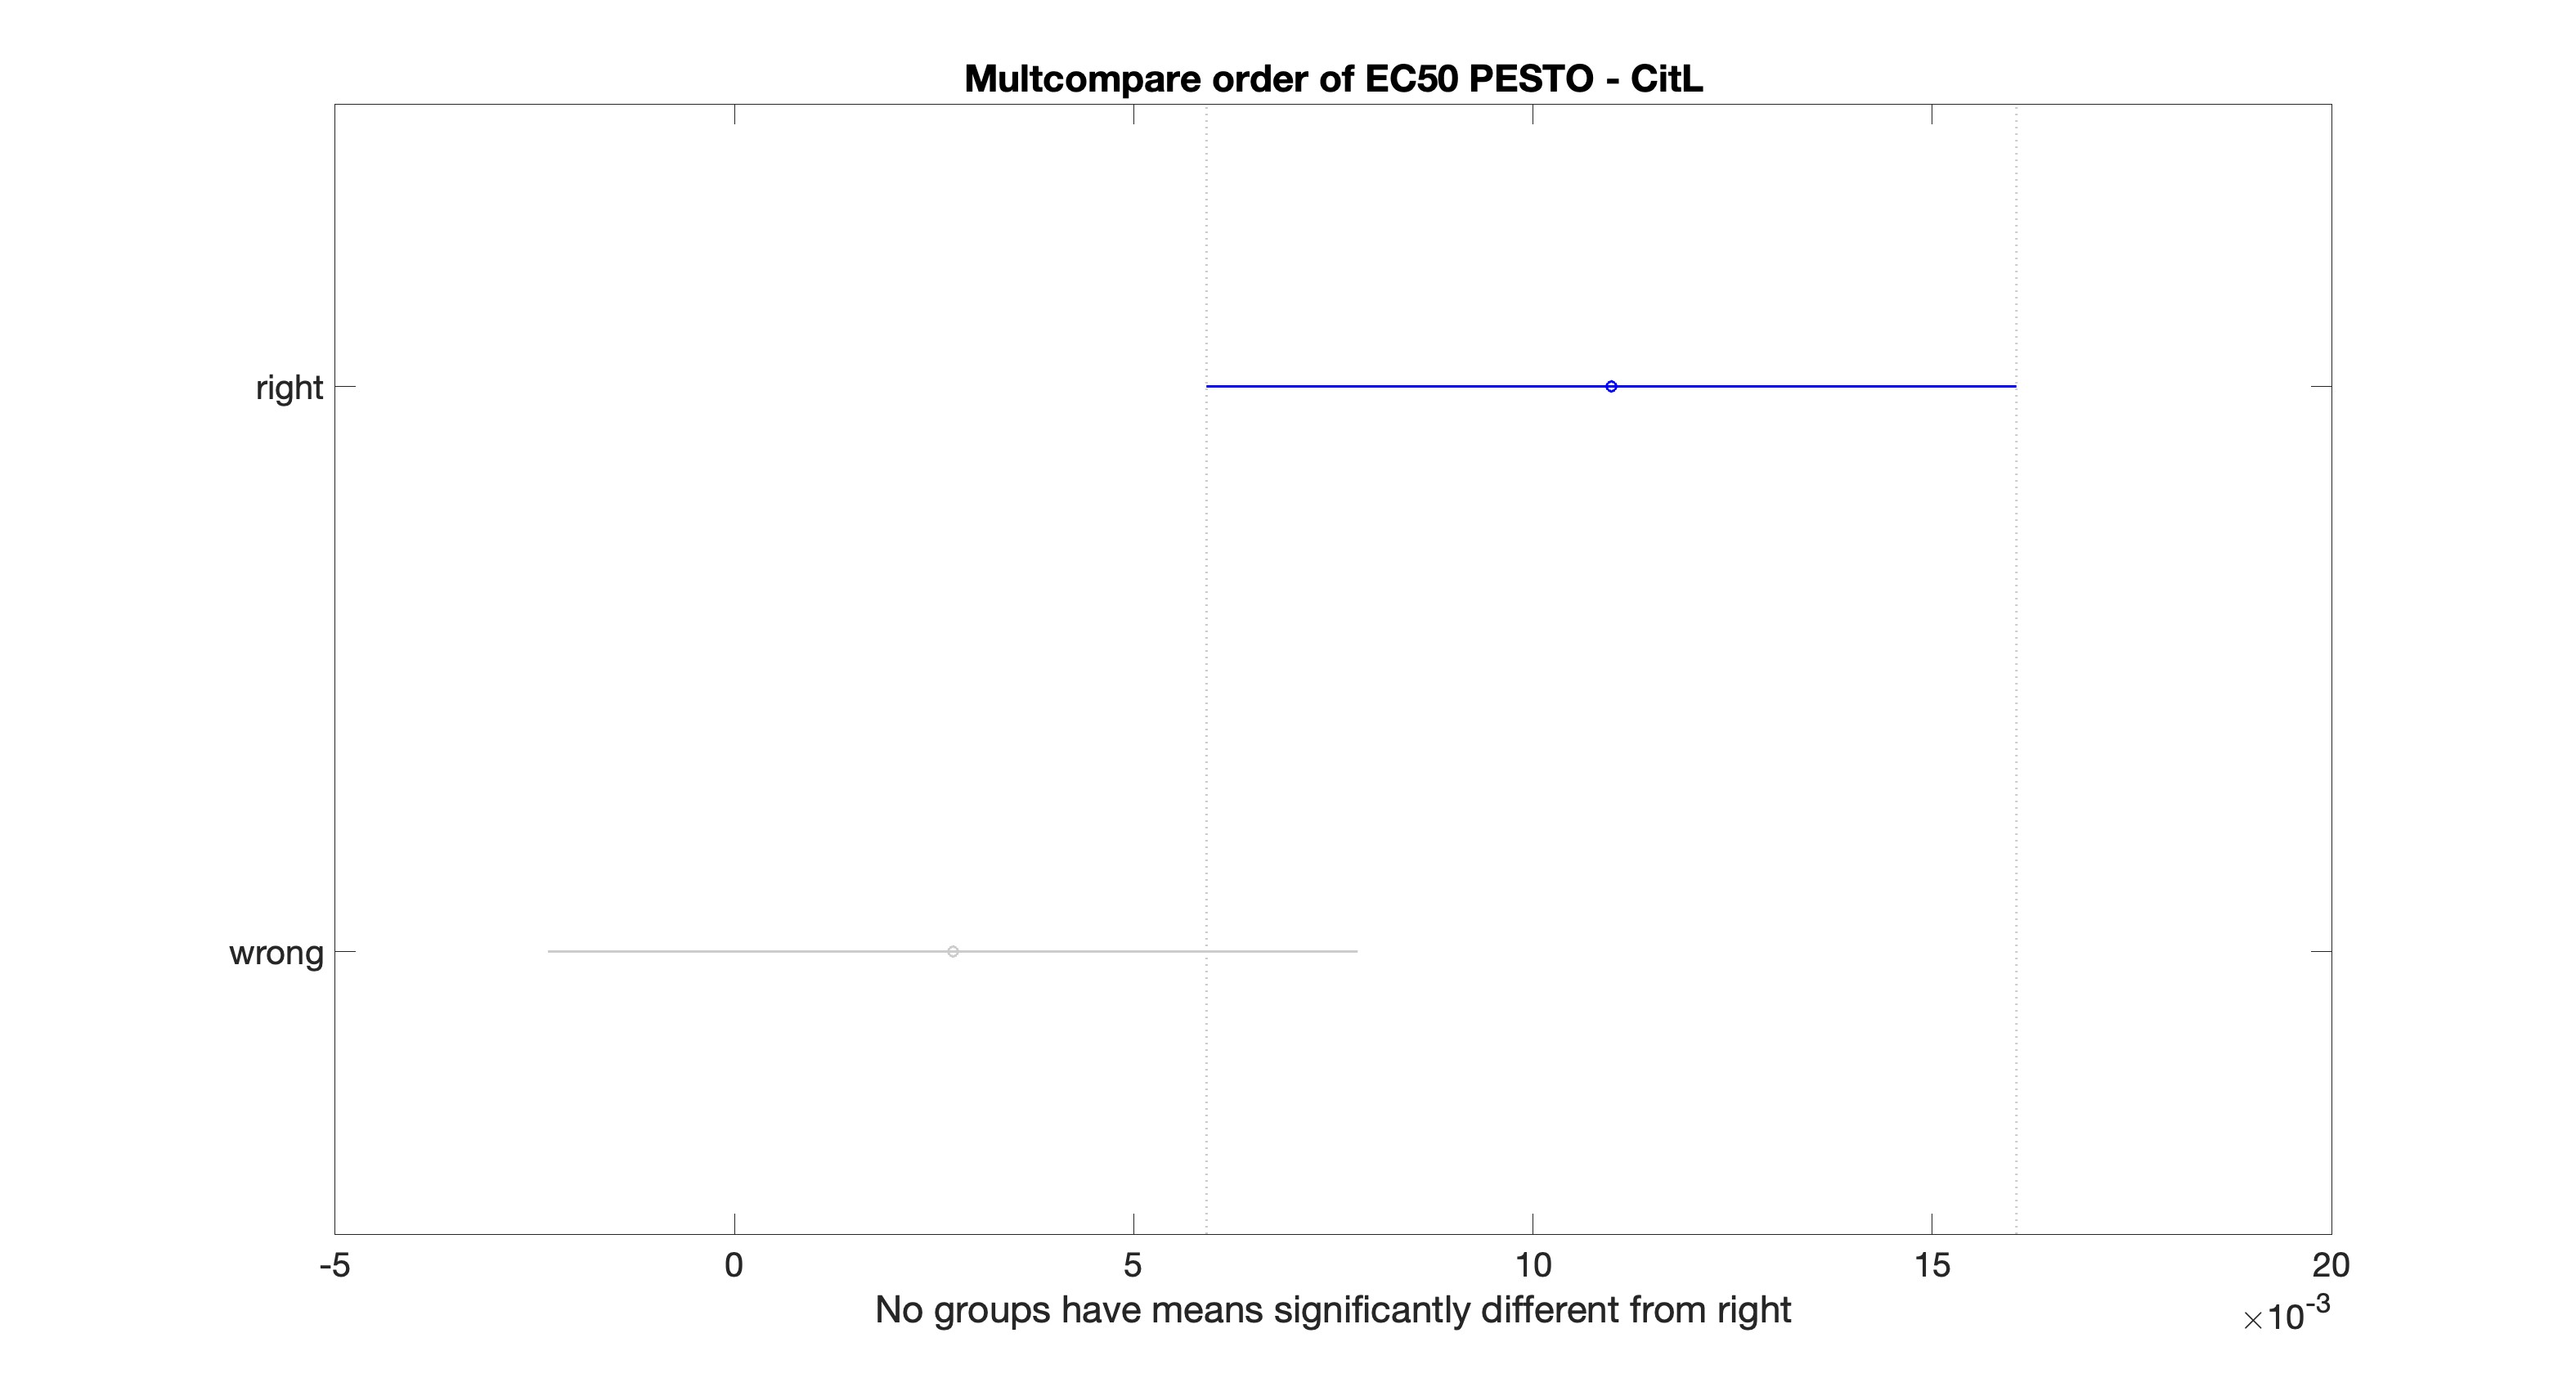 Multcompare order of EC50 PESTO - CitL
right
wrong
-5 0 5 10 15 20
No groups have means significantly different from right
×10-3